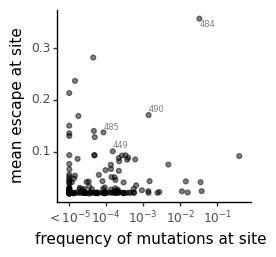 mean escape at site
0.3
0.2
0.1
484
490
485
449
< 10⁻⁵ 10⁻⁴ 10⁻³ 10⁻² 10⁻¹
frequency of mutations at site